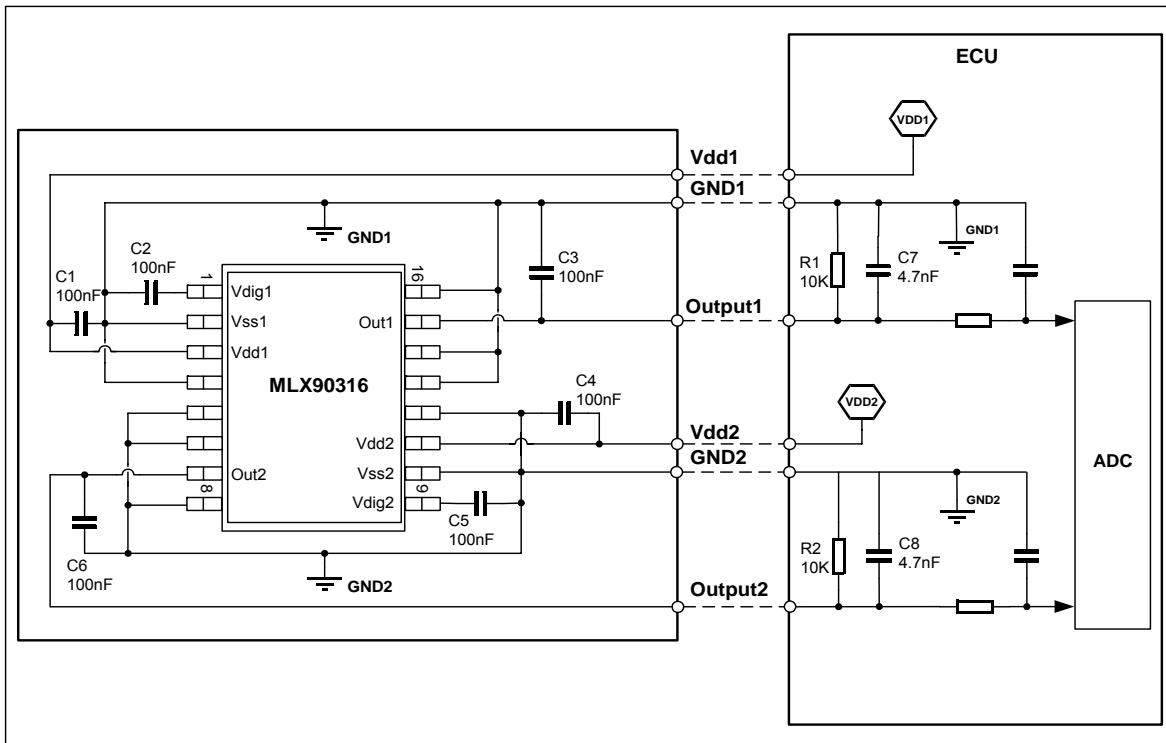 ECU
VDD1
Vdd1
GND1
GND1
GND1
C2
100nF
C1
100nF
C3
100nF
R1
10K
C7
4.7nF
1
16
Vdig1
Vss1
Out1
Output1
Vdd1
MLX90316
C4
100nF
VDD2
Vdd2
Vdd2
GND2
Out2
Vss2
ADC
8
9
Vdig2
GND2
C5
100nF
C6
100nF
GND2
R2
10K
C8
4.7nF
Output2